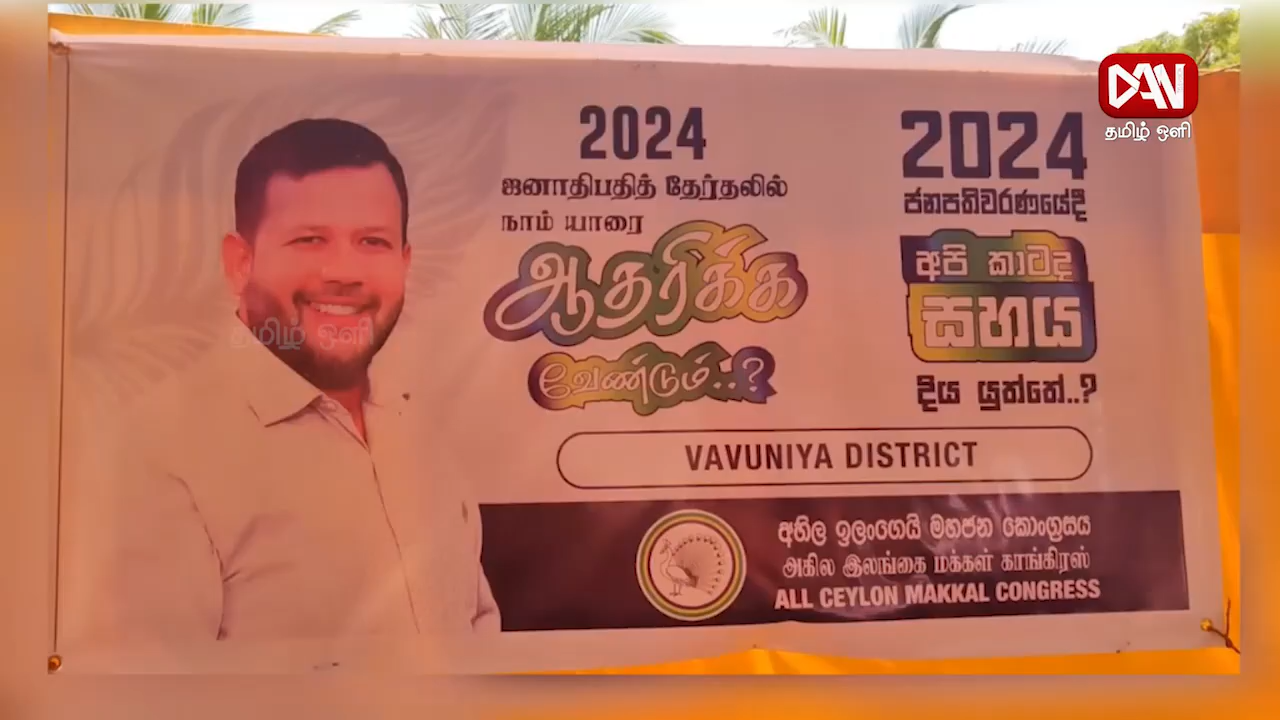 DAN
தமிழ் ஒளி
2024
ஜனாதிபதித் தேர்தலில்
நாம் யாரை
ஆதரிக்க
வேண்டும்..?
2024
ජනපතිවරණයේදී
අපි කාටද
සහය
දිය යුත්තේ..?
தமிழ் ஒளி
VAVUNIYA DISTRICT
අහිල ඉලංගෙයි මහජන කොංග්‍රසය
அகில இலங்கை மக்கள் காங்கிரஸ்
ALL CEYLON MAKKAL CONGRESS